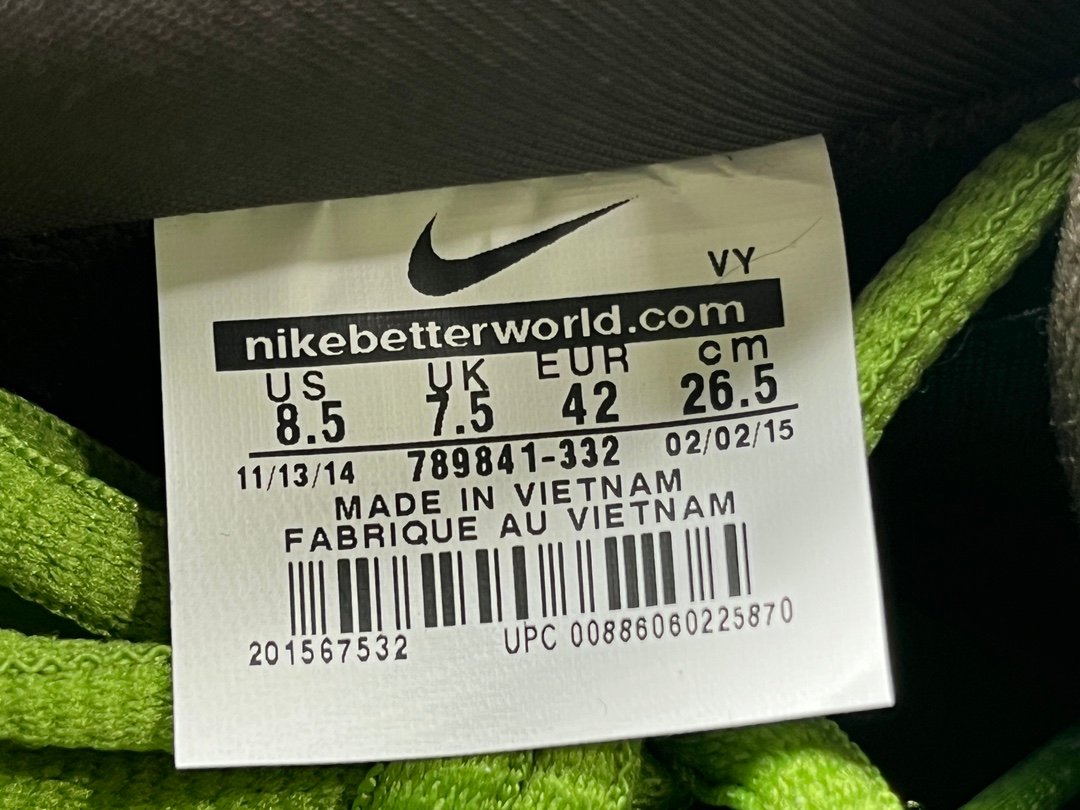 VY
nikebetterworld.com
US UK EUR cm
8.5 7.5 42 26.5
11/13/14 789841-332 02/02/15
MADE IN VIETNAM
FABRIQUE AU VIETNAM
201567532 UPC 00886060225870